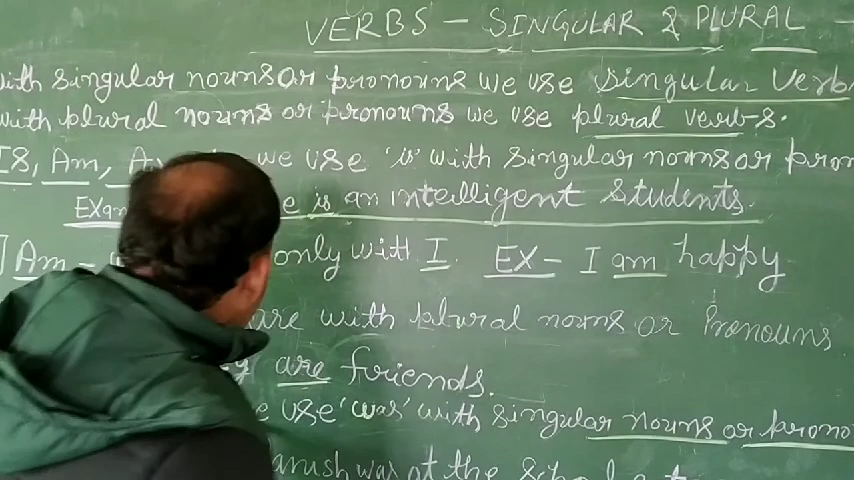 VERBS - SINGULAR & PLURAL -
with singular nouns or pronouns we use singular verb
with plural nouns or pronouns we use plural verb-s.
Is, Am, we use 'is' with singular nouns or pron
Exam e is an intelligent students.
Am - only with I. EX - I am happy
are with plural nouns or Pronouns.
are friends.
e use 'was' with singular nouns or prono
anish was at the